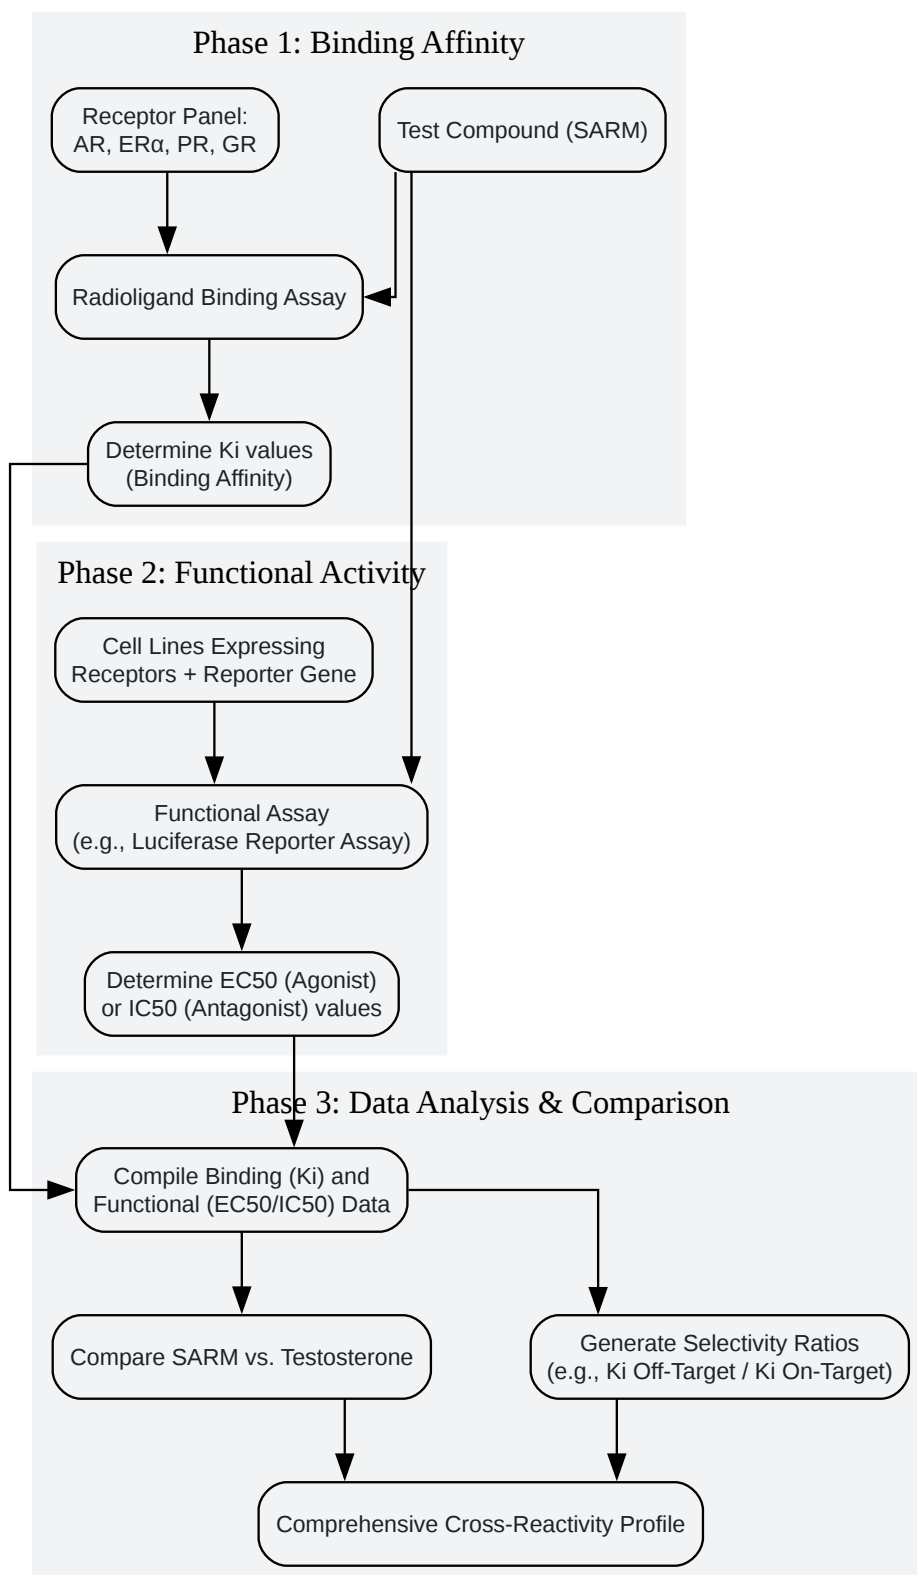 Phase 1: Binding Affinity
Receptor Panel:
AR, ERα, PR, GR
Test Compound (SARM)
Radioligand Binding Assay
Determine Ki values
(Binding Affinity)
Phase 2: Functional Activity
Cell Lines Expressing
Receptors + Reporter Gene
Functional Assay
(e.g., Luciferase Reporter Assay)
Determine EC50 (Agonist)
or IC50 (Antagonist) values
Phase 3: Data Analysis & Comparison
Compile Binding (Ki) and
Functional (EC50/IC50) Data
Compare SARM vs. Testosterone
Generate Selectivity Ratios
(e.g., Ki Off-Target / Ki On-Target)
Comprehensive Cross-Reactivity Profile